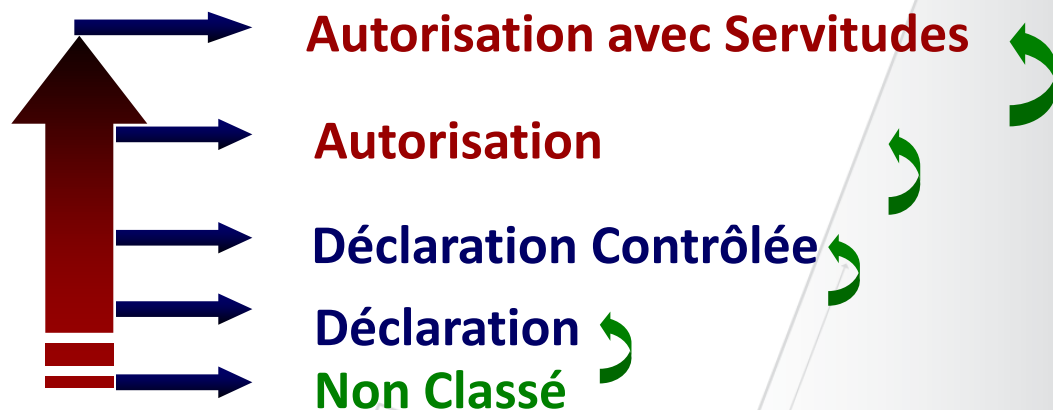 Autorisation avec Servitudes
Autorisation
Déclaration Contrôlée
Déclaration
Non Classé